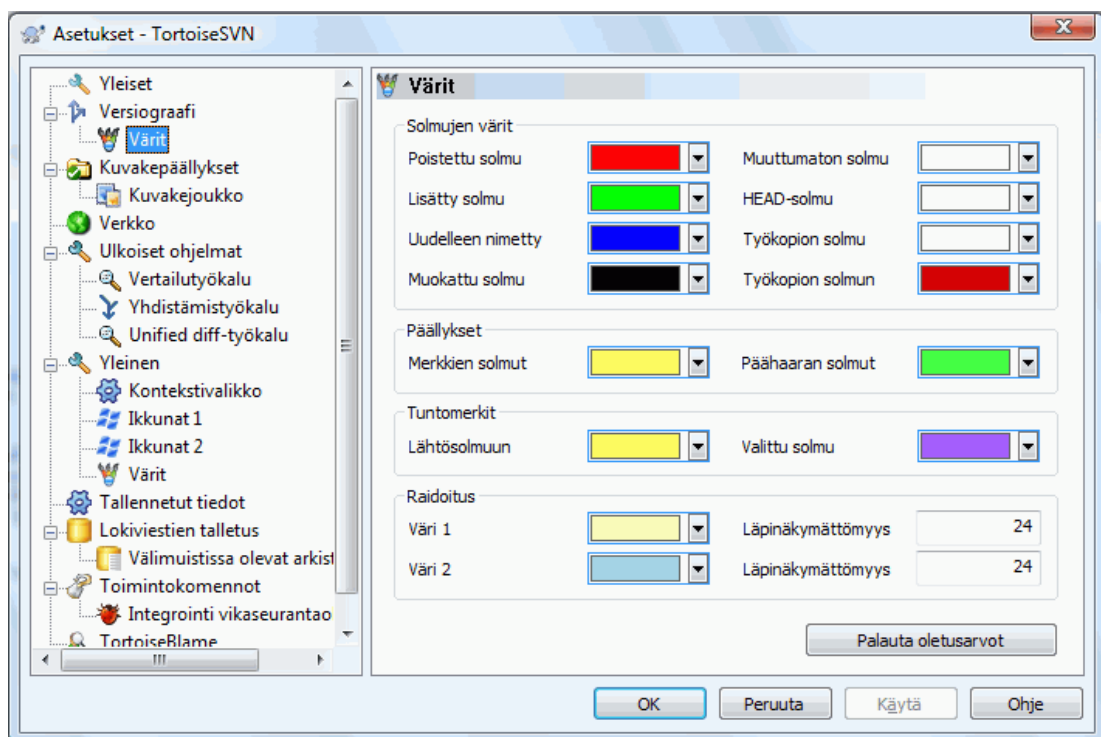 Asetukset - TortoiseSVN
Yleiset
Versiograafi
Värit
Kuvakepäällykset
Kuvakejoukko
Verkko
Ulkoiset ohjelmat
Vertailutyökalu
Yhdistämistyökalu
Unified diff-työkalu
Yleinen
Kontekstivalikko
Ikkunat 1
Ikkunat 2
Värit
Tallennetut tiedot
Lokiviestien talletus
Välimuistissa olevat arkist
Toimintokomennot
Integrointi vikaseurantao
TortoiseBlame
Värit
Solmujen värit
Poistettu solmu
Muuttumaton solmu
Lisätty solmu
HEAD-solmu
Uudelleen nimetty
Työkopion solmu
Muokattu solmu
Työkopion solmun
Päällykset
Merkkien solmut
Päähaaran solmut
Tuntomerkit
Lähtösolmuun
Valittu solmu
Raidoitus
Väri 1
Läpinäkymättömyys
24
Väri 2
Läpinäkymättömyys
24
Palauta oletusarvot
OK
Peruuta
Käytä
Ohje